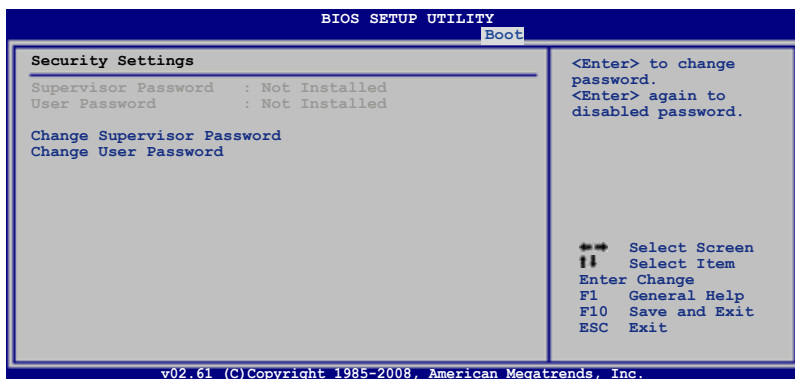 BIOS SETUP UTILITY
Boot
Security Settings
Supervisor Password : Not Installed
User Password : Not Installed
Change Supervisor Password
Change User Password
<Enter> to change
password.
<Enter> again to
disabled password.
Select Screen
Select Item
Enter Change
F1 General Help
F10 Save and Exit
ESC Exit
v02.61 (C)Copyright 1985-2008, American Megatrends, Inc.